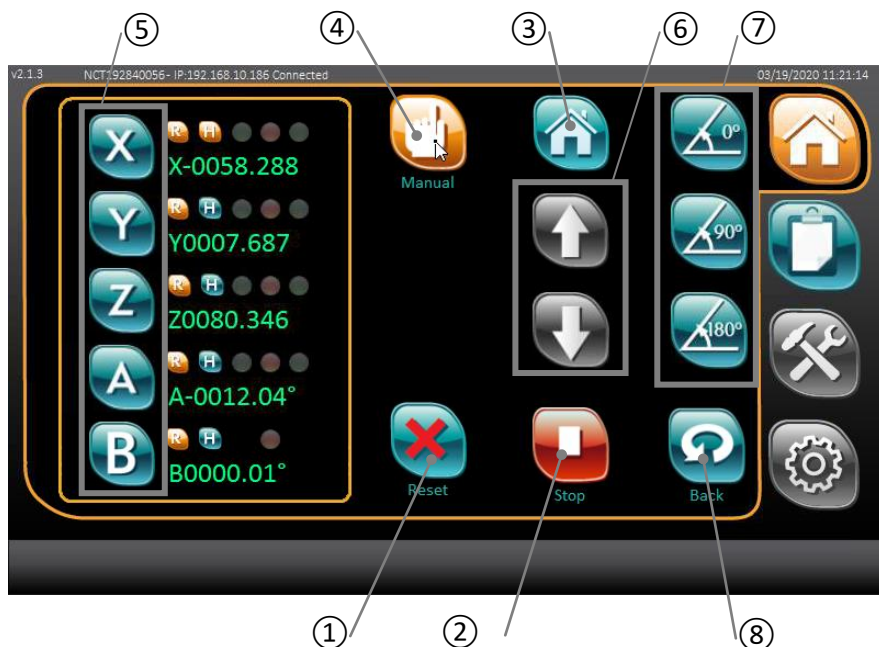 ⑤ ④ ③ ⑥ ⑦
v2.1.3 NCT192840056- IP:192.168.10.186 Connected 03/19/2020 11:21:14
X R H
X-0058.288
Manual
0°
Y R H
Y0007.687
90°
Z R H
Z0080.346
180°
A R H
A-0012.04°
B R H
B0000.01°
Reset Stop Back
① ② ⑧